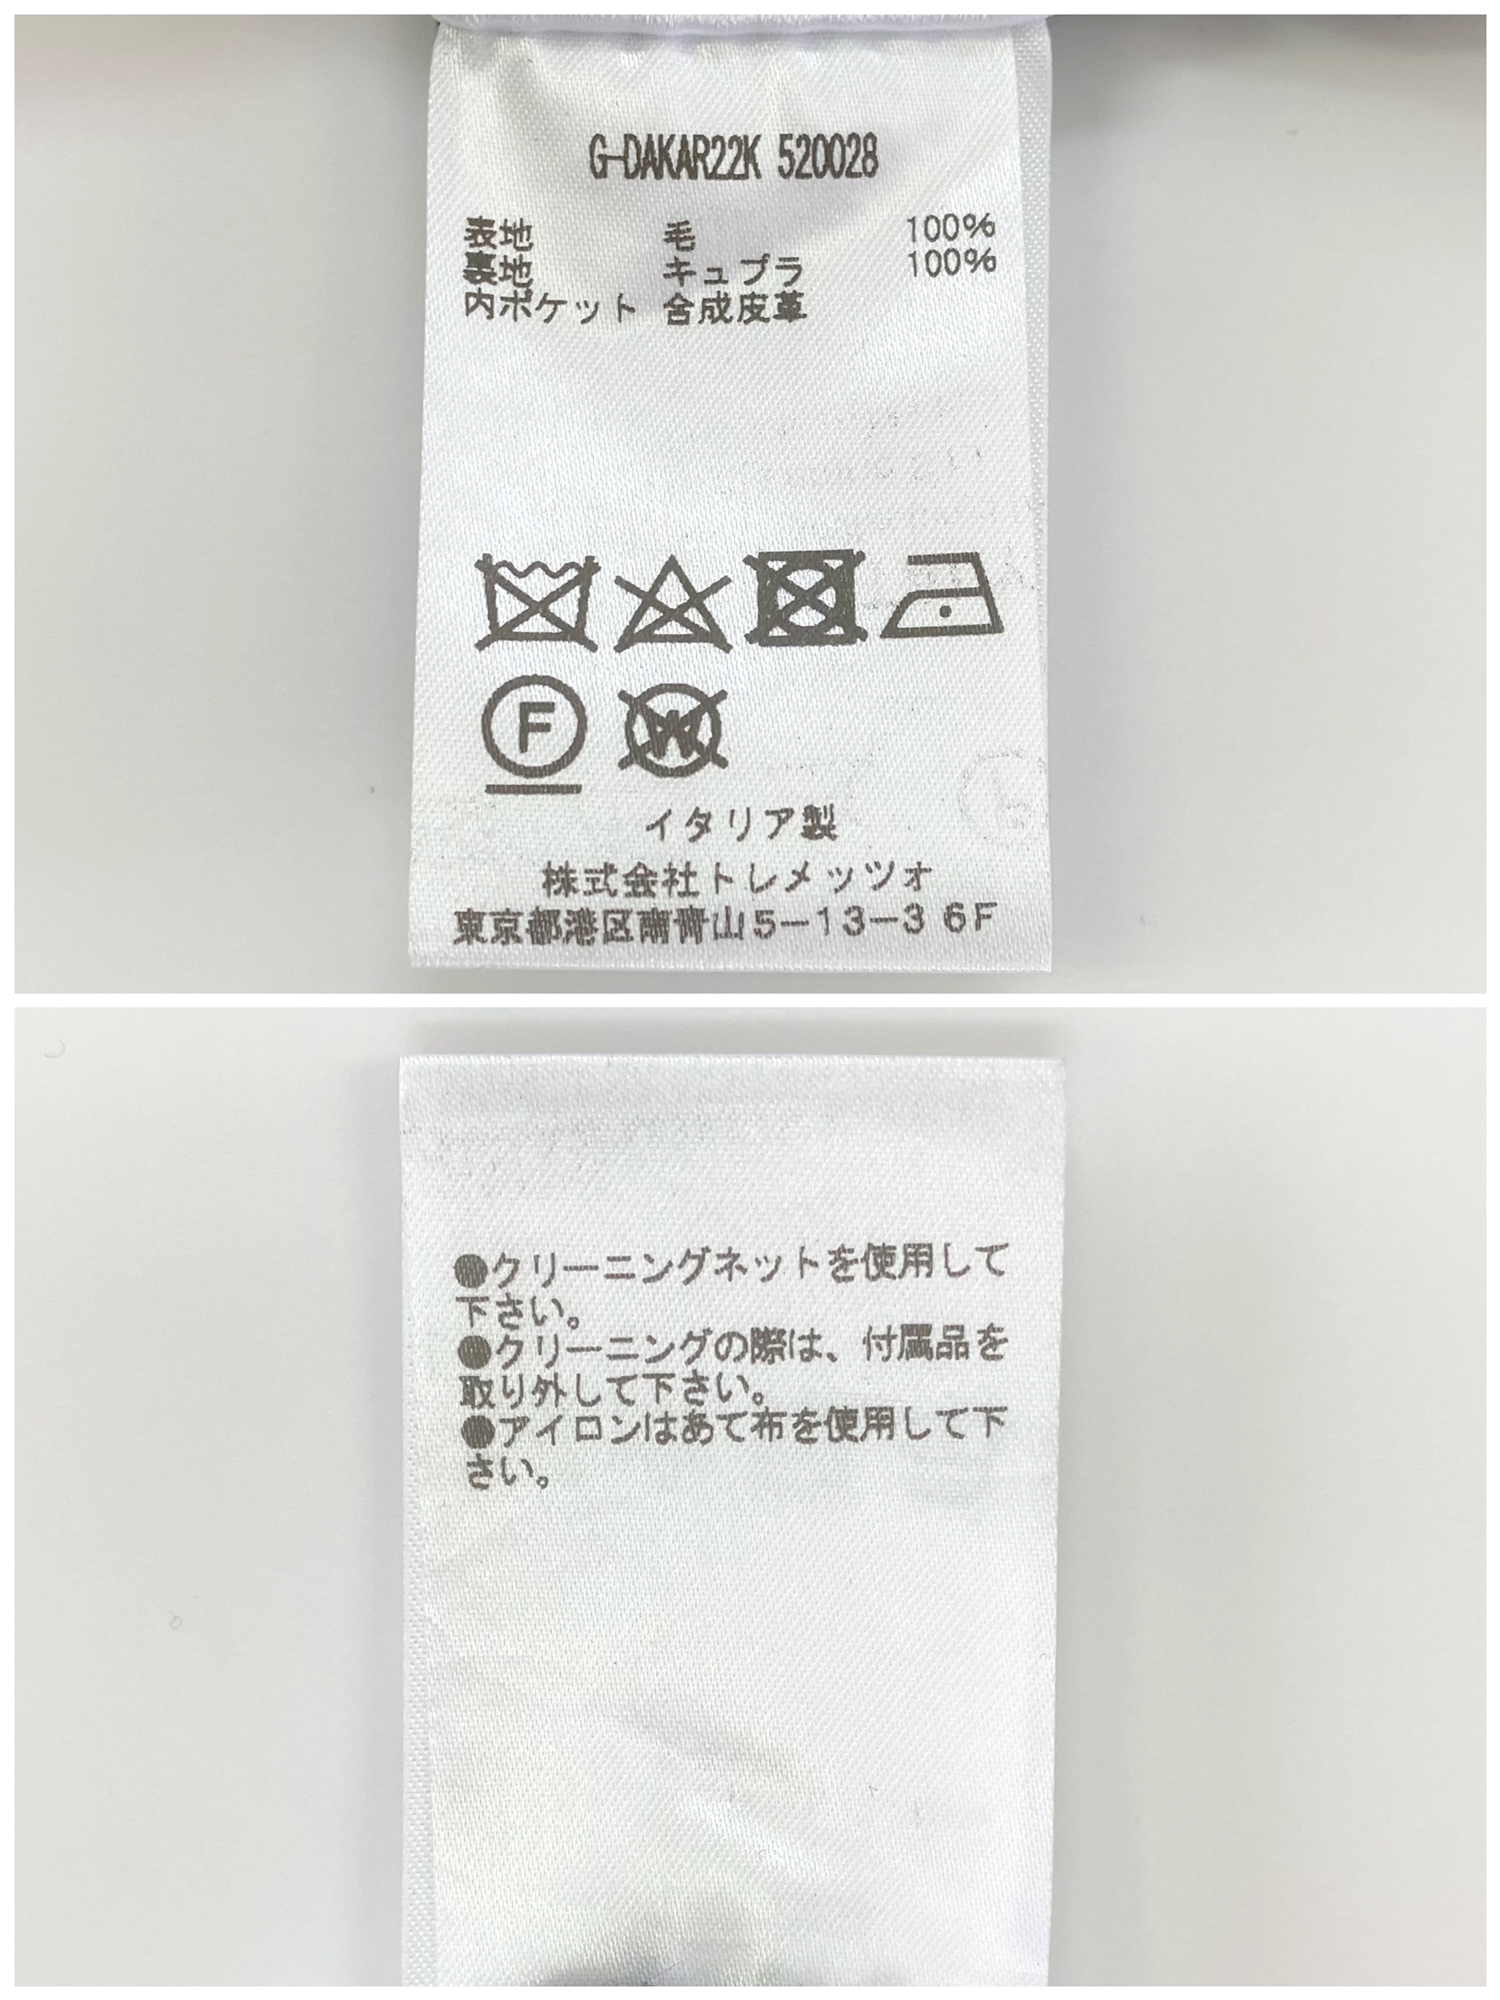 G-DAKAR22K 520028
表地 毛 100%
裏地 キュプラ 100%
内ポケット 合成皮革
F
W
イタリア製
株式会社トレメッツォ
東京都港区南青山5-13-3 6F
●クリーニングネットを使用して
下さい。
●クリーニングの際は、付属品を
取り外して下さい。
●アイロンはあて布を使用して下
さい。